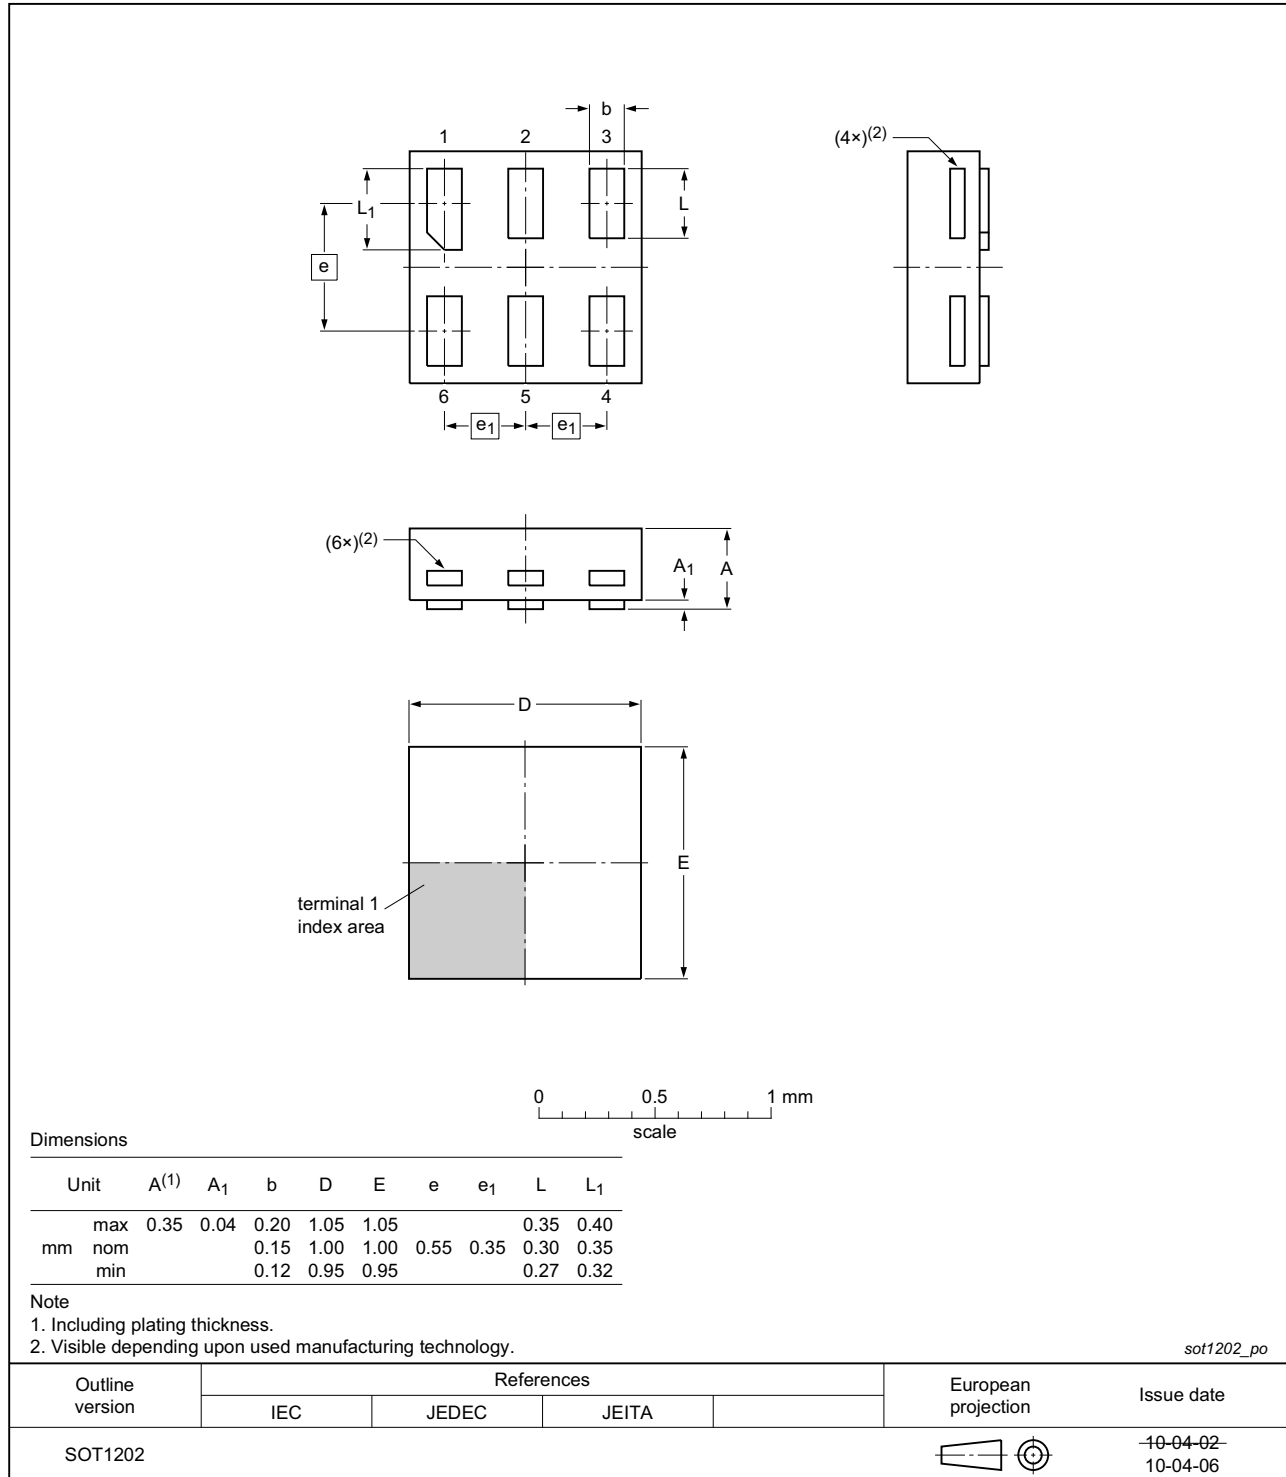 b
1 2 3
(4×)(2)
L1
L
e
6 5 4
e1 e1
(6×)(2)
A1 A
D
E
terminal 1
index area
0 0.5 1 mm
scale
Dimensions
Unit A(1) A1 b D E e e1 L L1
max 0.35 0.04 0.20 1.05 1.05 0.35 0.40
mm nom 0.15 1.00 1.00 0.55 0.35 0.30 0.35
min 0.12 0.95 0.95 0.27 0.32
Note
1. Including plating thickness.
2. Visible depending upon used manufacturing technology.
sot1202_po
Outline version
References
European projection
Issue date
IEC JEDEC JEITA
SOT1202
10-04-02
10-04-06